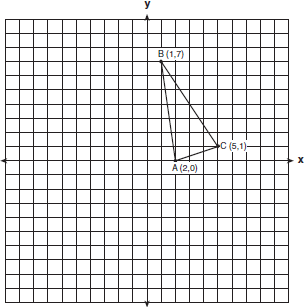 y
B (1,7)
C (5,1)
x
A (2,0)